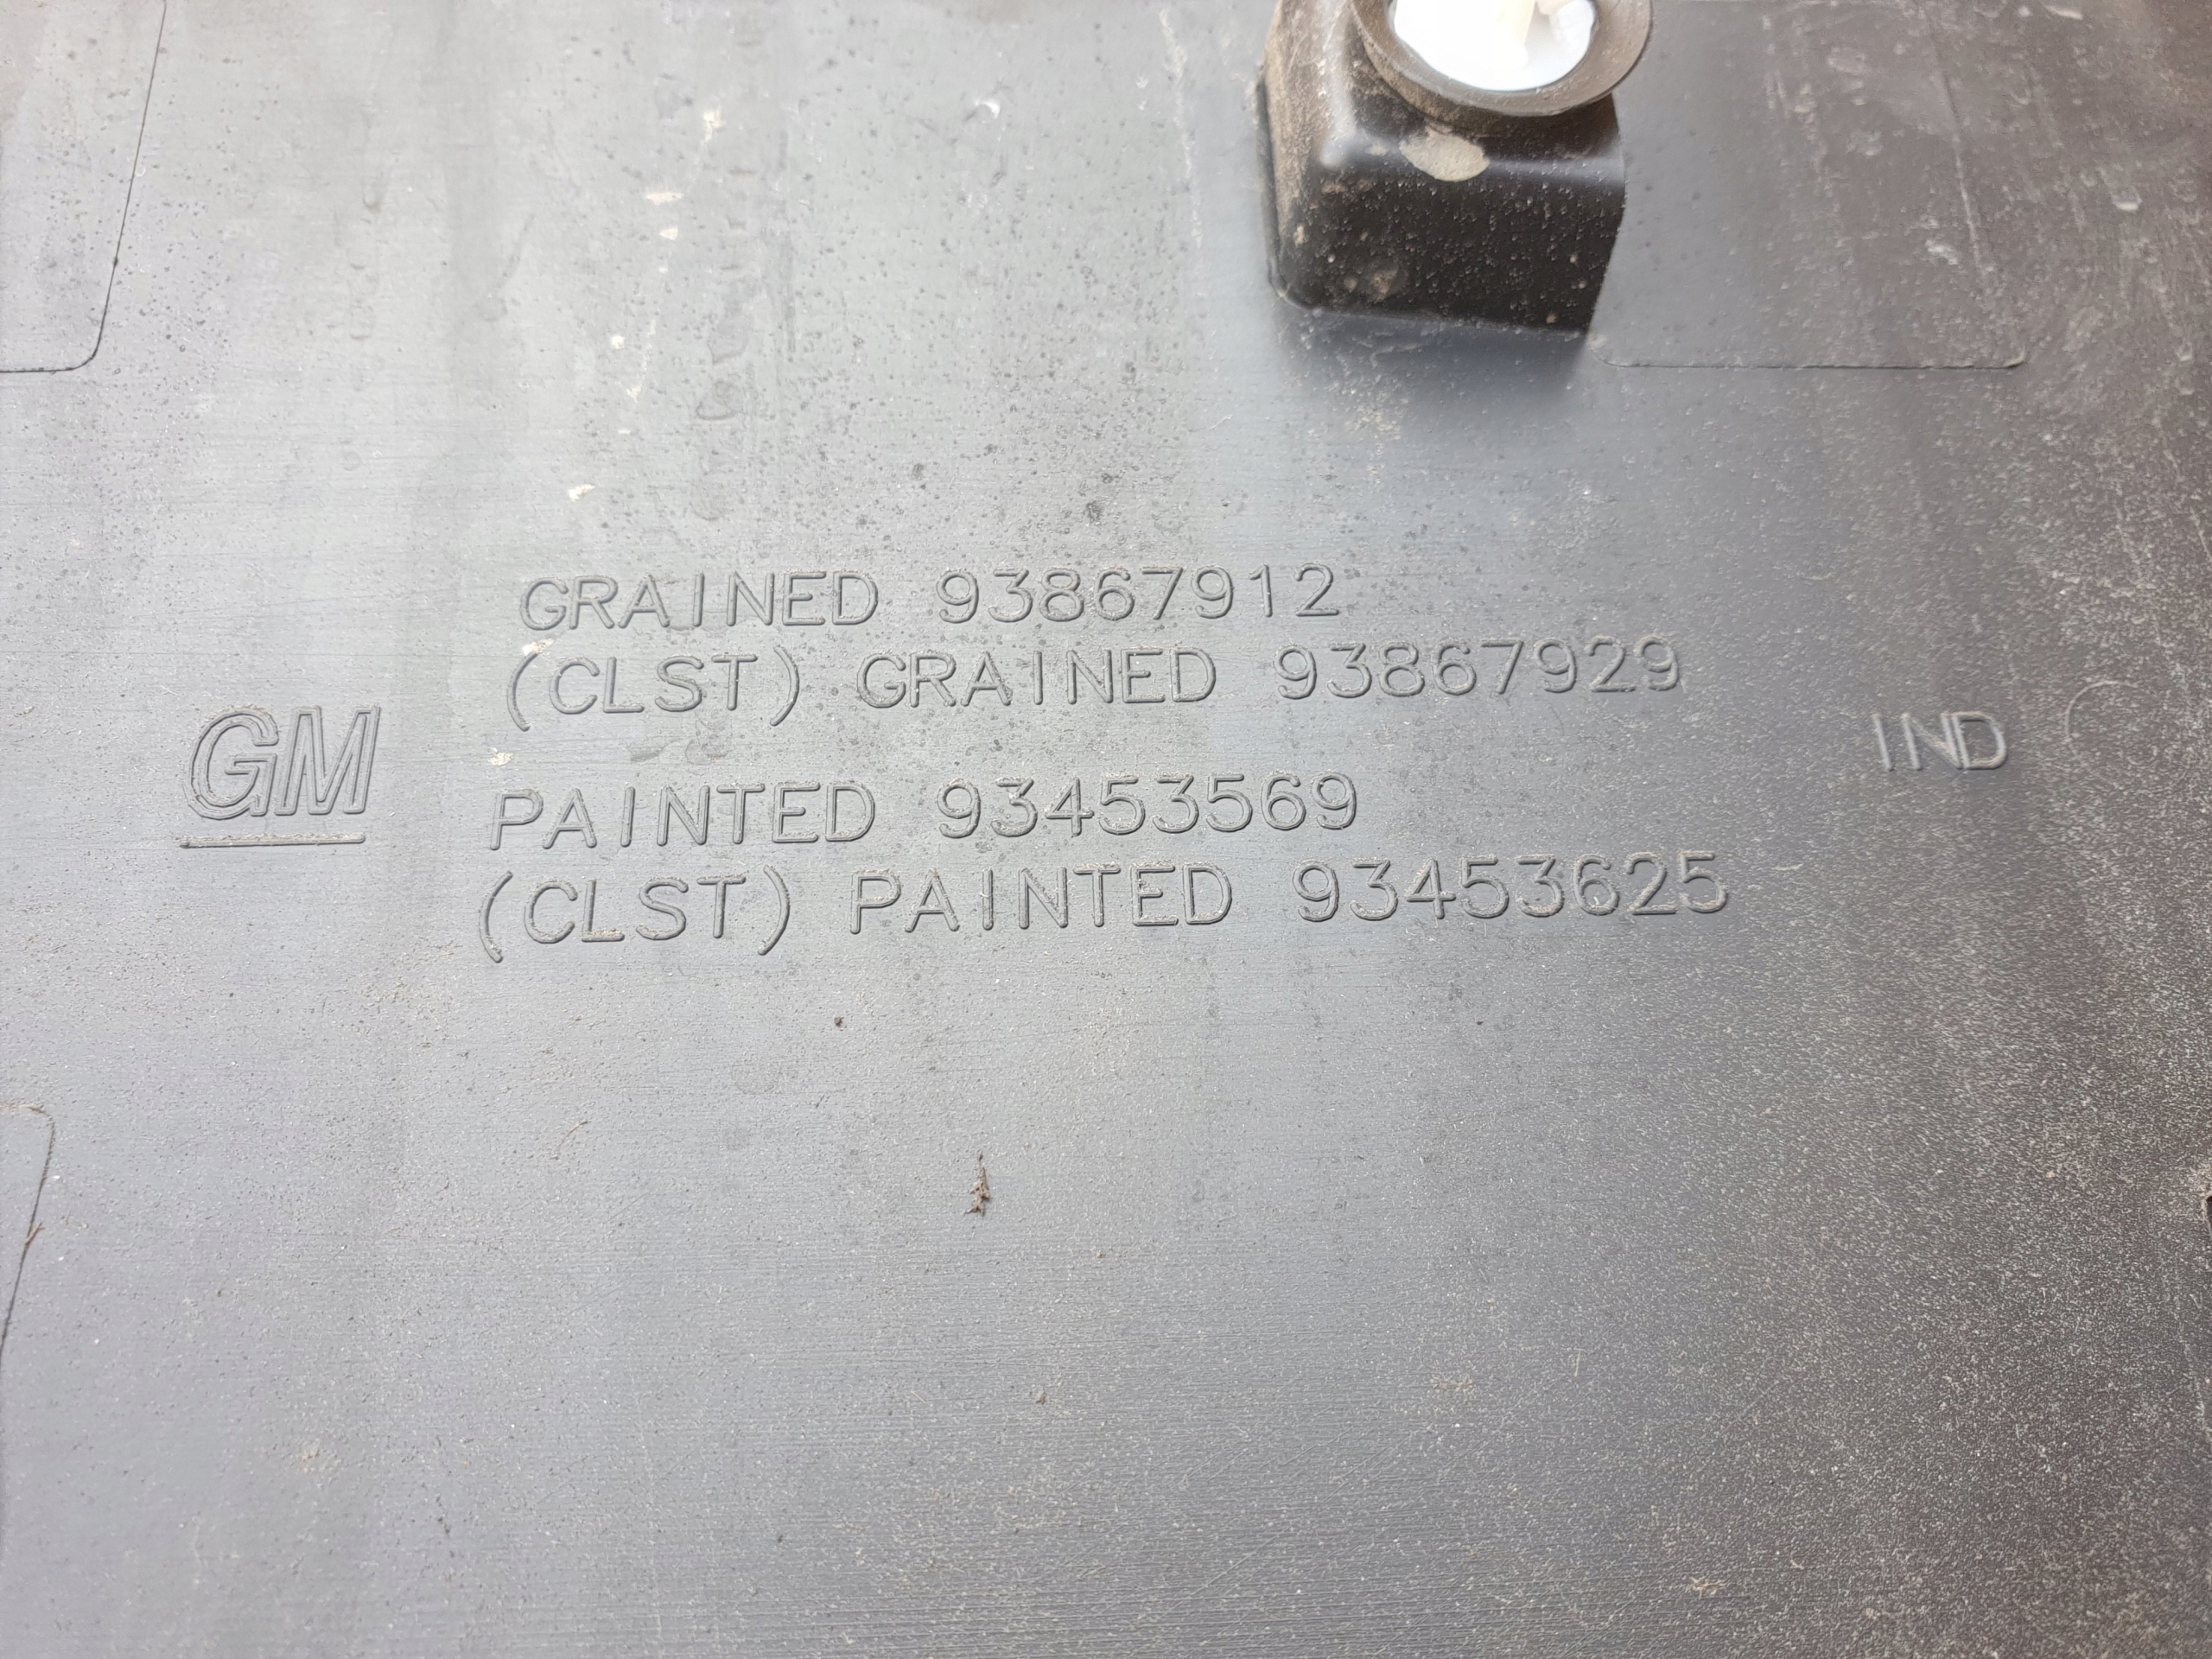 GRAINED 93867912
(CLST) GRAINED 93867929
GM
IND
PAINTED 93453569
(CLST) PAINTED 93453625